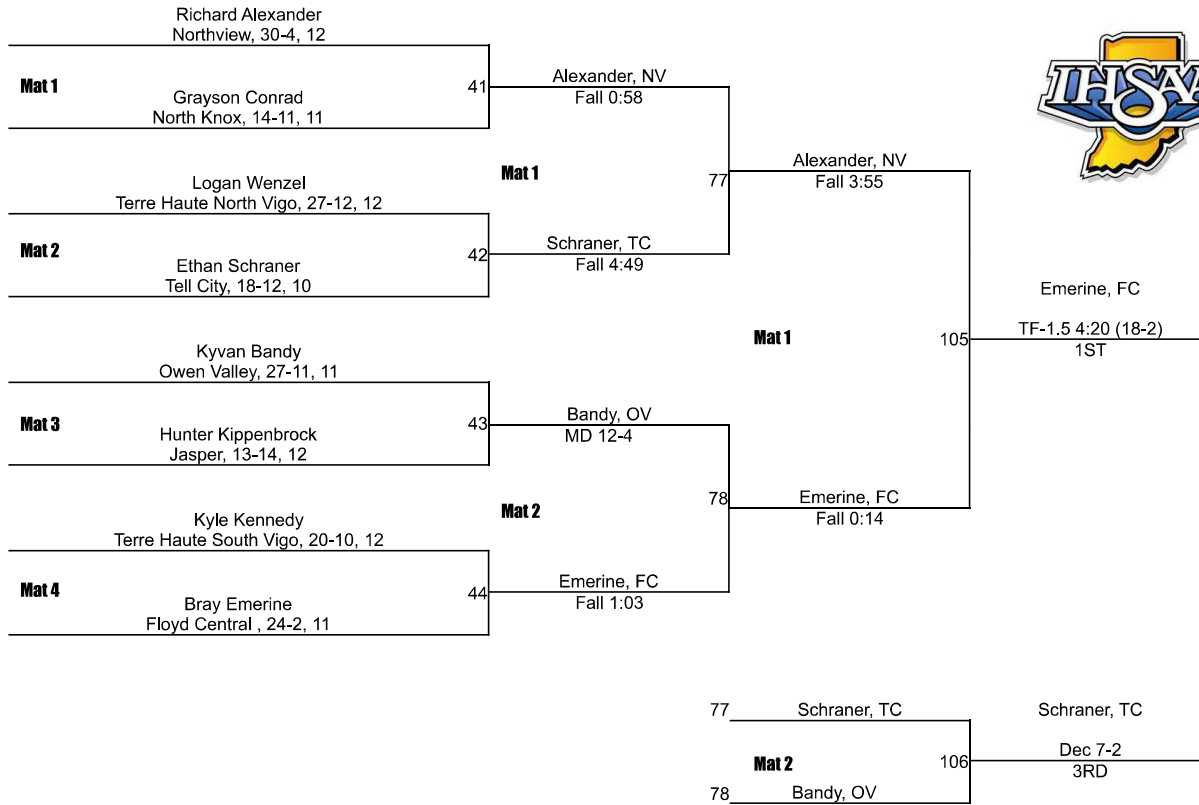 Richard Alexander
Northview, 30-4, 12
Mat 1
41
Grayson Conrad
North Knox, 14-11, 11
Alexander, NV
Fall 0:58
Mat 1
77
Logan Wenzel
Terre Haute North Vigo, 27-12, 12
Mat 2
42
Ethan Schraner
Tell City, 18-12, 10
Schraner, TC
Fall 4:49
Alexander, NV
Fall 3:55
IHSAA
Mat 1
105
Emerine, FC
TF-1.5 4:20 (18-2)
1ST
Kyvan Bandy
Owen Valley, 27-11, 11
Mat 3
43
Hunter Kippenbrock
Jasper, 13-14, 12
Bandy, OV
MD 12-4
Mat 2
78
Emerine, FC
Fall 0:14
Kyle Kennedy
Terre Haute South Vigo, 20-10, 12
Mat 4
44
Bray Emerine
Floyd Central , 24-2, 11
Emerine, FC
Fall 1:03
77
Schraner, TC
Mat 2
106
78
Bandy, OV
Schraner, TC
Dec 7-2
3RD